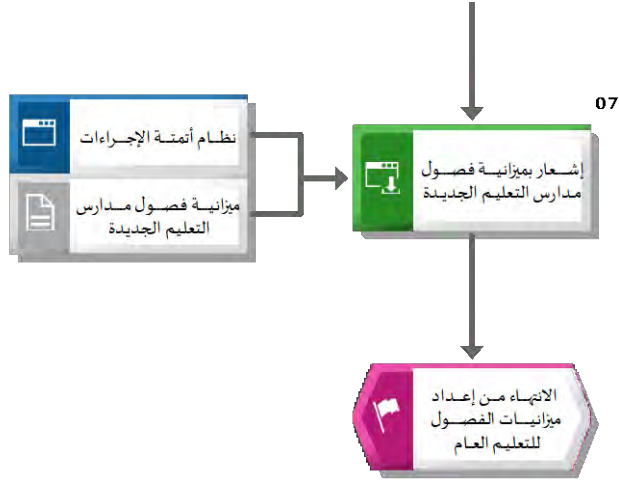 07
إشعار بميزانية فصول
مدارس التعليم الجديدة
نظام أتمتة الإجراءات
ميزانية فصول مدارس
التعليم الجديدة
الانتهاء من إعداد
ميزانيات الفصول
للتعليم العام